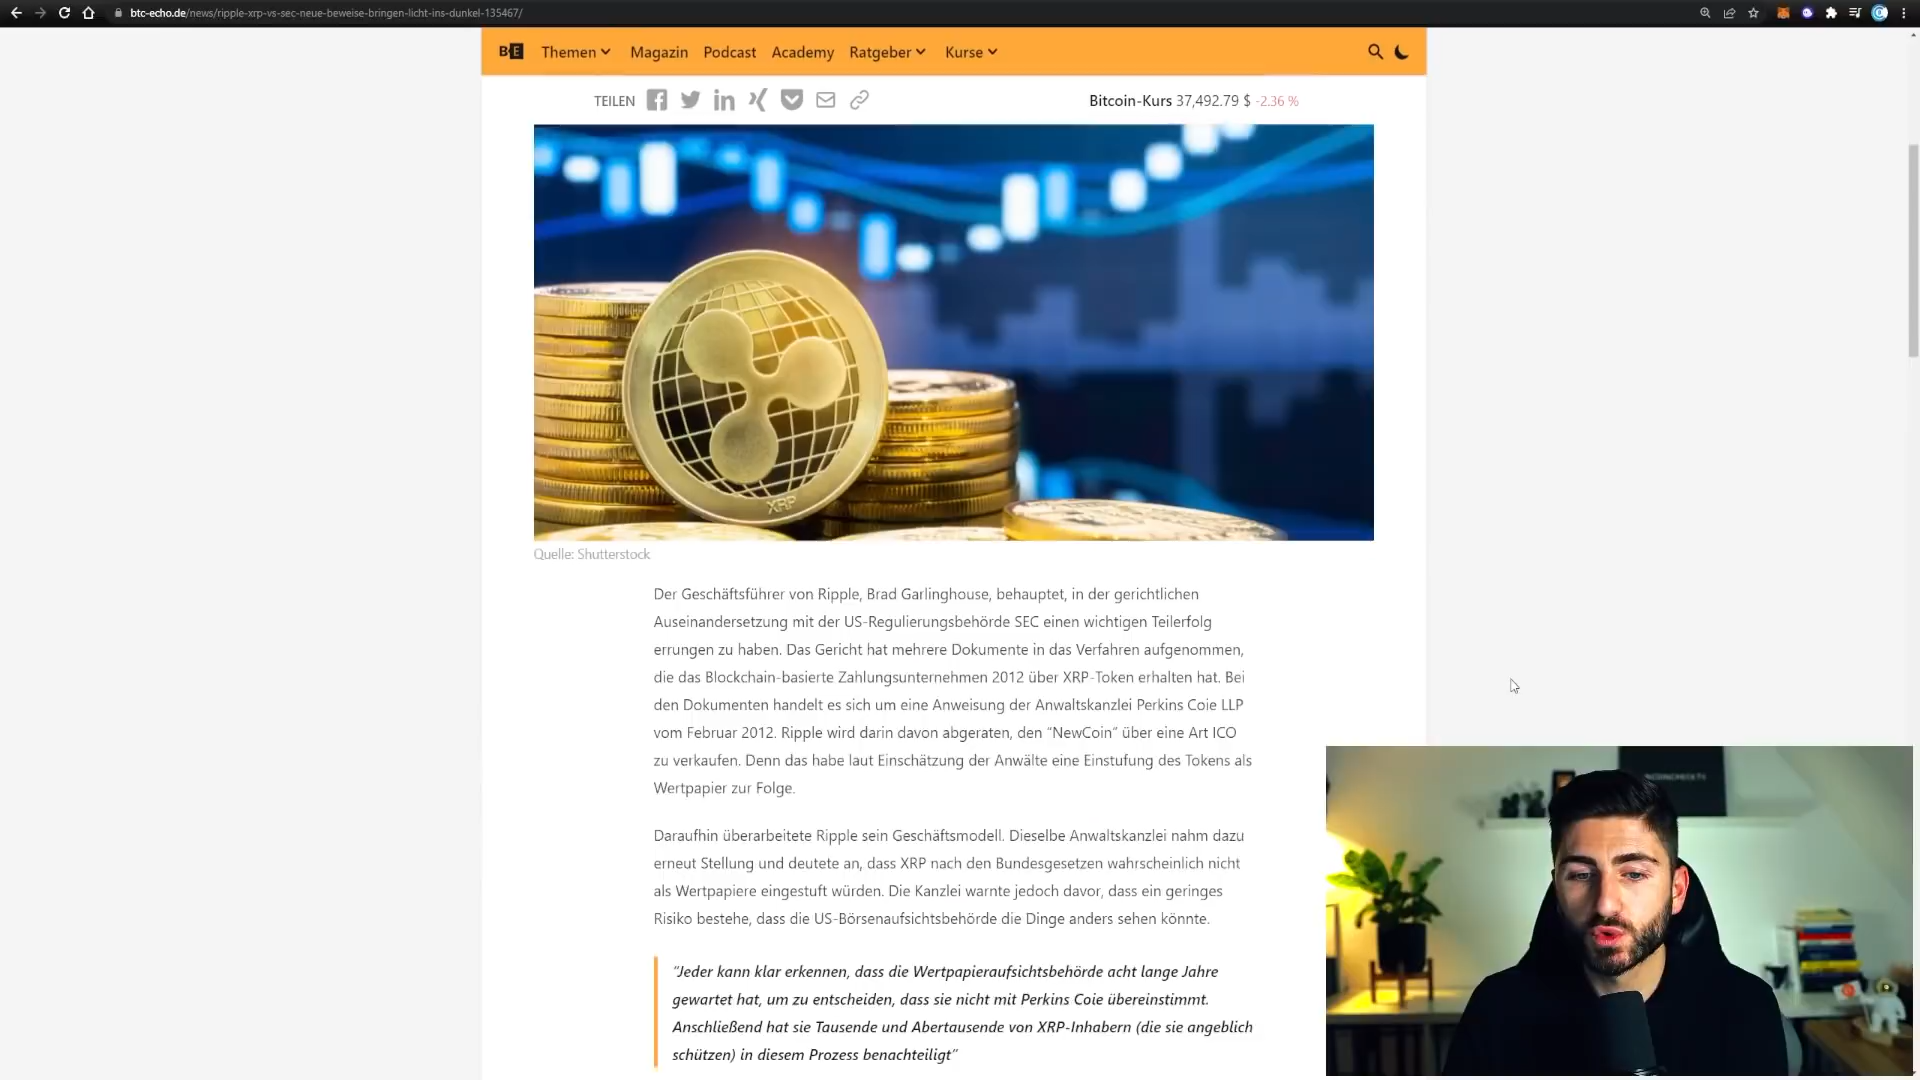 btc-echo.de/news/ripple-xrp-vs-sec-neue-beweise-bringen-licht-ins-dunkel-135467/
BE Themen Magazin Podcast Academy Ratgeber Kurse
TEILEN Bitcoin-Kurs 37,492.79 $ -2.36 %
XRP
Quelle: Shutterstock
Der Geschäftsführer von Ripple, Brad Garlinghouse, behauptet, in der gerichtlichen
Auseinandersetzung mit der US-Regulierungsbehörde SEC einen wichtigen Teilerfolg
errungen zu haben. Das Gericht hat mehrere Dokumente in das Verfahren aufgenommen,
die das Blockchain-basierte Zahlungsunternehmen 2012 über XRP-Token erhalten hat. Bei
den Dokumenten handelt es sich um eine Anweisung der Anwaltskanzlei Perkins Coie LLP
vom Februar 2012. Ripple wird darin davon abgeraten, den “NewCoin” über eine Art ICO
zu verkaufen. Denn das habe laut Einschätzung der Anwälte eine Einstufung des Tokens als
Wertpapier zur Folge.
Daraufhin überarbeitete Ripple sein Geschäftsmodell. Dieselbe Anwaltskanzlei nahm dazu
erneut Stellung und deutete an, dass XRP nach den Bundesgesetzen wahrscheinlich nicht
als Wertpapiere eingestuft würden. Die Kanzlei warnte jedoch davor, dass ein geringes
Risiko bestehe, dass die US-Börsenaufsichtsbehörde die Dinge anders sehen könnte.
“Jeder kann klar erkennen, dass die Wertpapieraufsichtsbehörde acht lange Jahre
gewartet hat, um zu entscheiden, dass sie nicht mit Perkins Coie übereinstimmt.
Anschließend hat sie Tausende und Abertausende von XRP-Inhabern (die sie angeblich
schützen) in diesem Prozess benachteiligt”